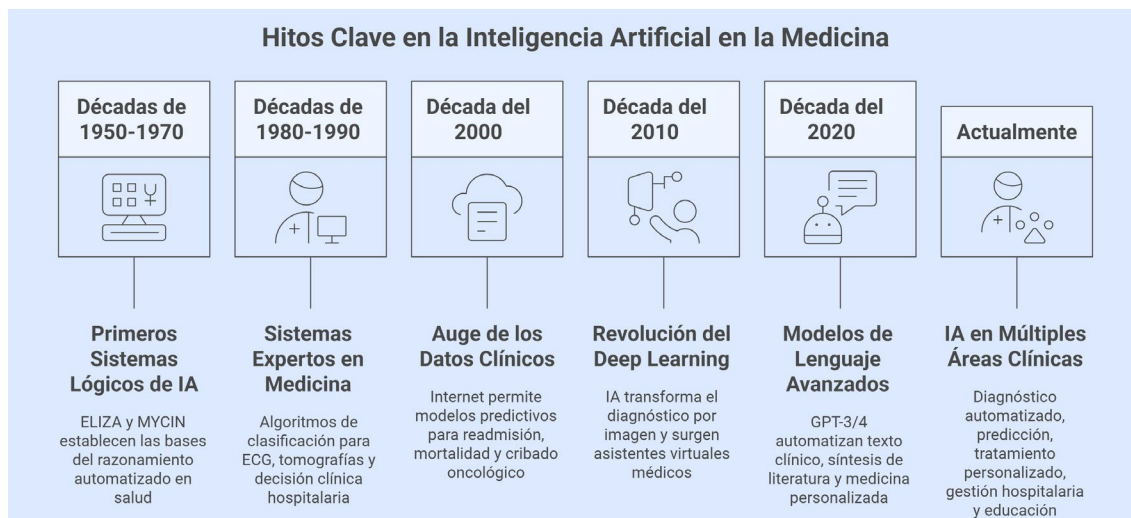 Hitos Clave en la Inteligencia Artificial en la Medicina
Décadas de
1950-1970
Primeros
Sistemas
Lógicos de IA
ELIZA y MYCIN
establecen las bases
del razonamiento
automatizado en
salud
Décadas de
1980-1990
Sistemas
Expertos en
Medicina
Algoritmos de
clasificación para
ECG, tomografías y
decisión clínica
hospitalaria
Década del
2000
Auge de los
Datos Clínicos
Internet permite
modelos predictivos
para readmisión,
mortalidad y cribado
oncológico
Década del
2010
Revolución del
Deep Learning
IA transforma el
diagnóstico por
imagen y surgen
asistentes virtuales
médicos
Década del
2020
Modelos de
Lenguaje
Avanzados
GPT-3/4
automatizan texto
clínico, síntesis de
literatura y medicina
personalizada
Actualmente
IA en Múltiples
Áreas Clínicas
Diagnóstico
automatizado,
predicción,
tratamiento
personalizado,
gestión hospitalaria
y educación